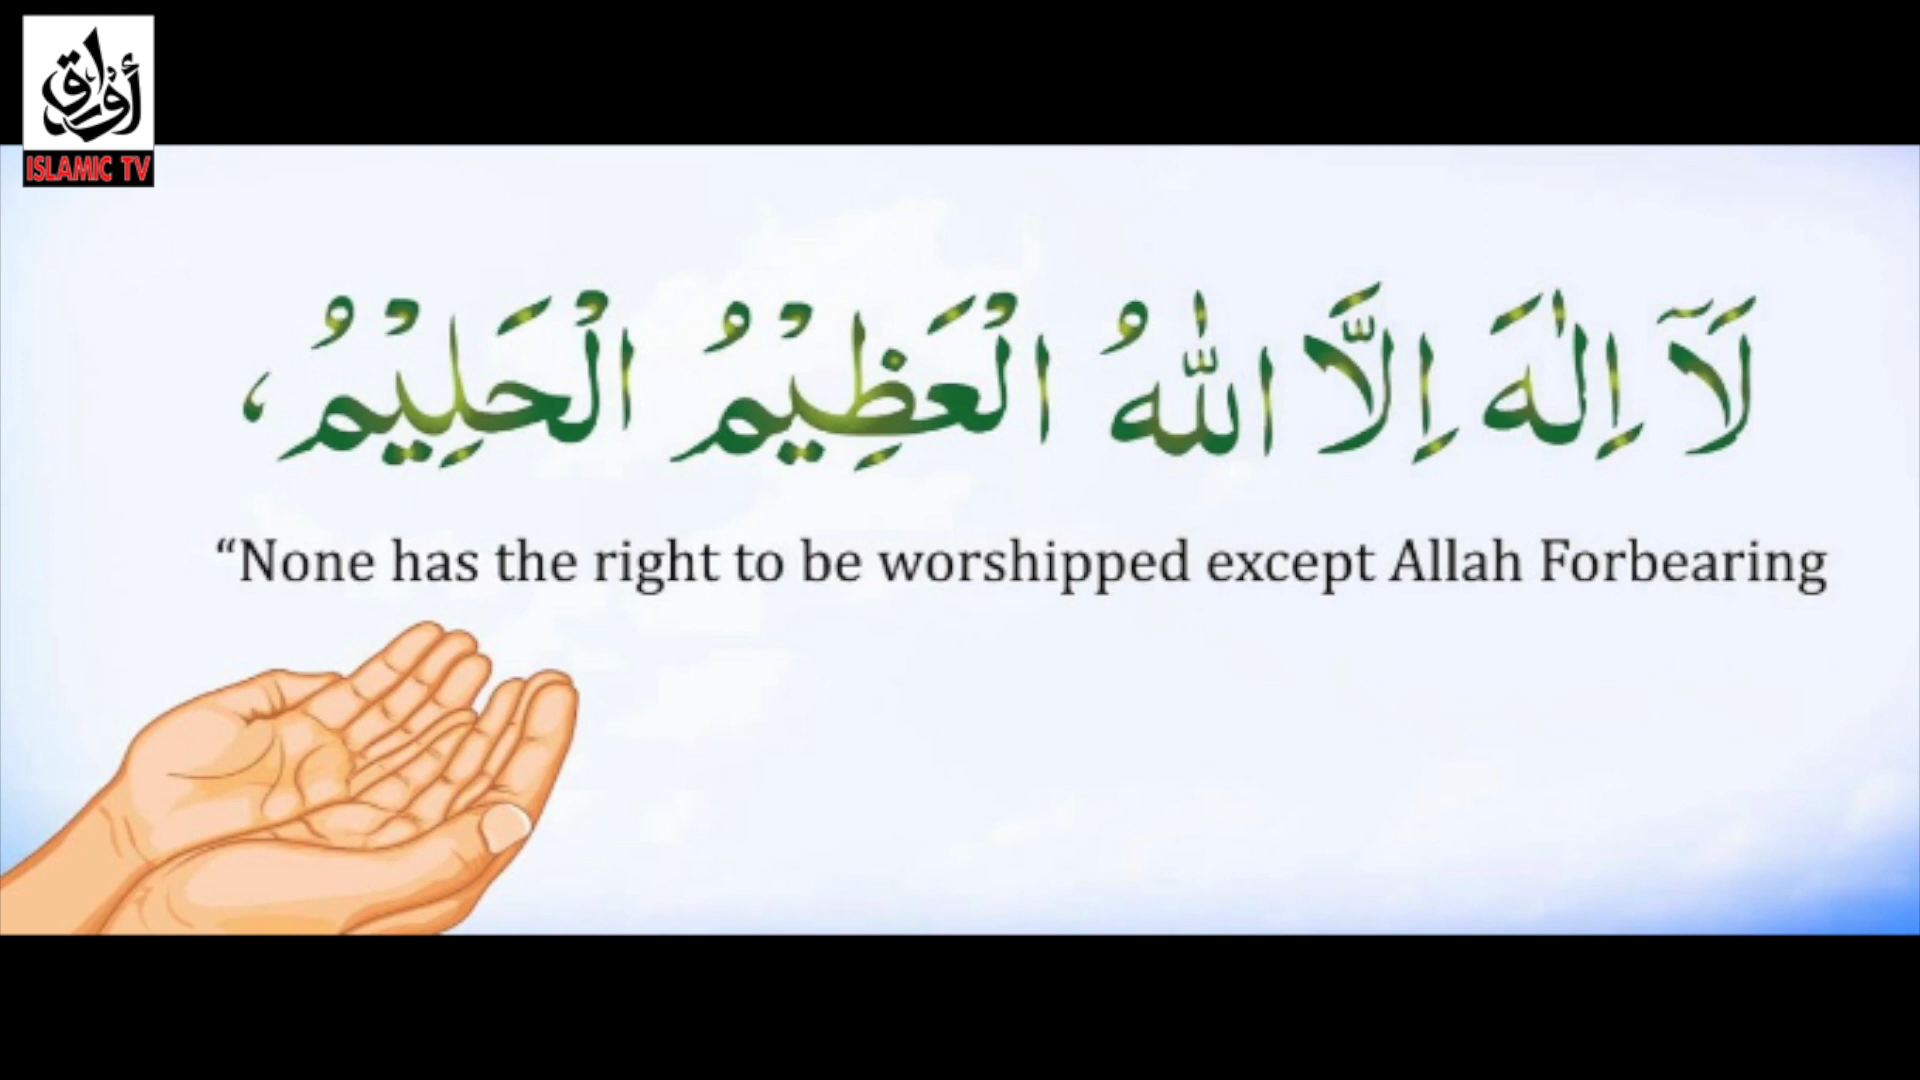 أوراق
ISLAMIC TV
لَآ اِلٰهَ اِلَّا اللّٰهُ الْعَظِيْمُ الْحَلِيْمُ،
“None has the right to be worshipped except Allah Forbearing